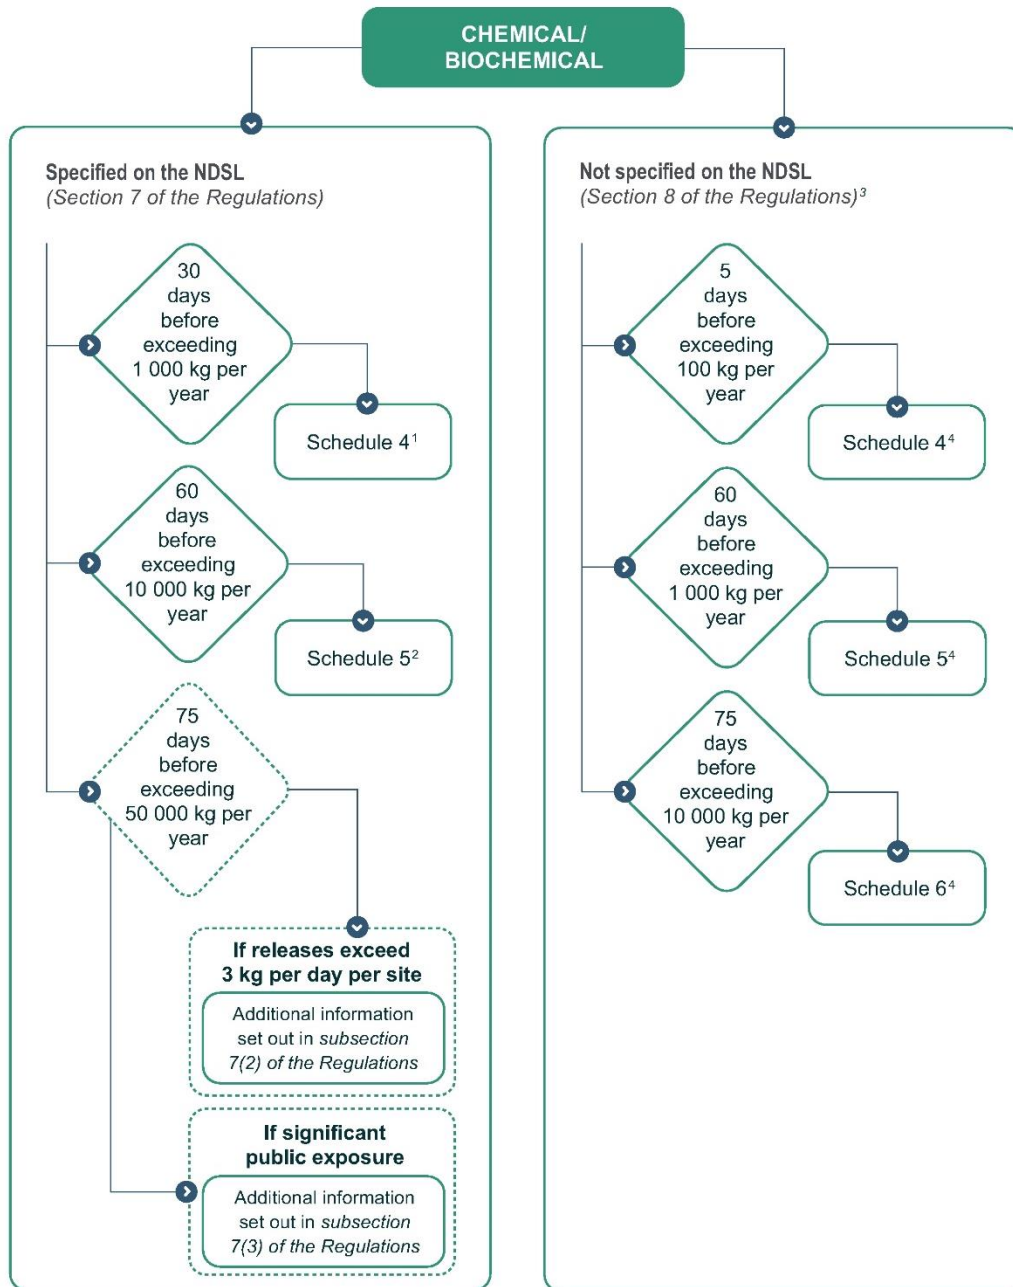 CHEMICAL/
BIOCHEMICAL
Specified on the NDSL
(Section 7 of the Regulations)
30
days
before
exceeding
1 000 kg per
year
Schedule 4¹
60
days
before
exceeding
10 000 kg per
year
Schedule 5²
75
days
before
exceeding
50 000 kg per
year
If releases exceed
3 kg per day per site
Additional information
set out in subsection
7(2) of the Regulations
If significant
public exposure
Additional information
set out in subsection
7(3) of the Regulations
Not specified on the NDSL
(Section 8 of the Regulations)³
5
days
before
exceeding
100 kg per
year
Schedule 4⁴
60
days
before
exceeding
1 000 kg per
year
Schedule 5⁴
75
days
before
exceeding
10 000 kg per
year
Schedule 6⁴